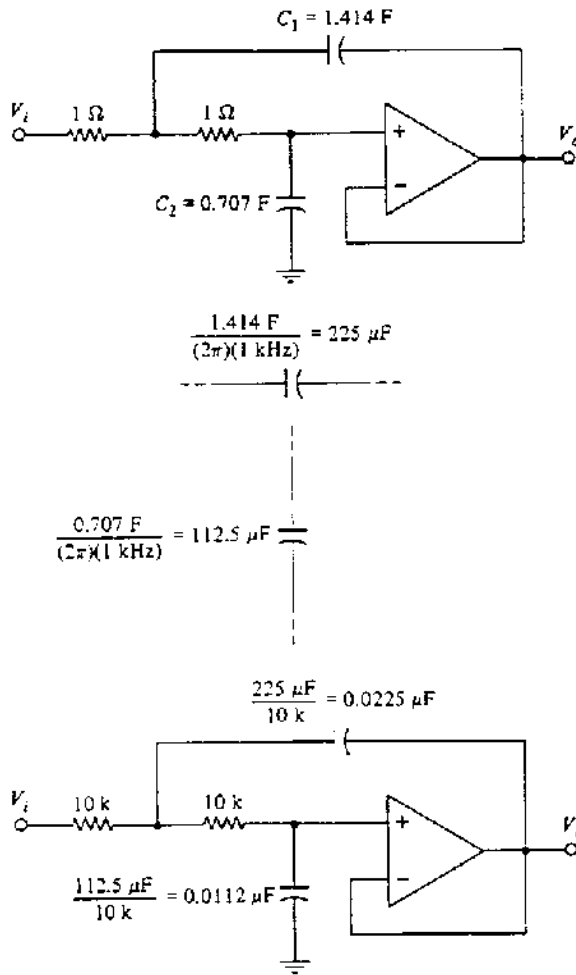 C₁ = 1.414 F
Vᵢ
1 Ω
1 Ω
+
−
C₂ = 0.707 F
1.414 F
(2π)(1 kHz)
= 225 μF
0.707 F
(2π)(1 kHz)
= 112.5 μF
225 μF
10 k
= 0.0225 μF
Vᵢ
10 k
10 k
+
−
112.5 μF
10 k
= 0.0112 μF